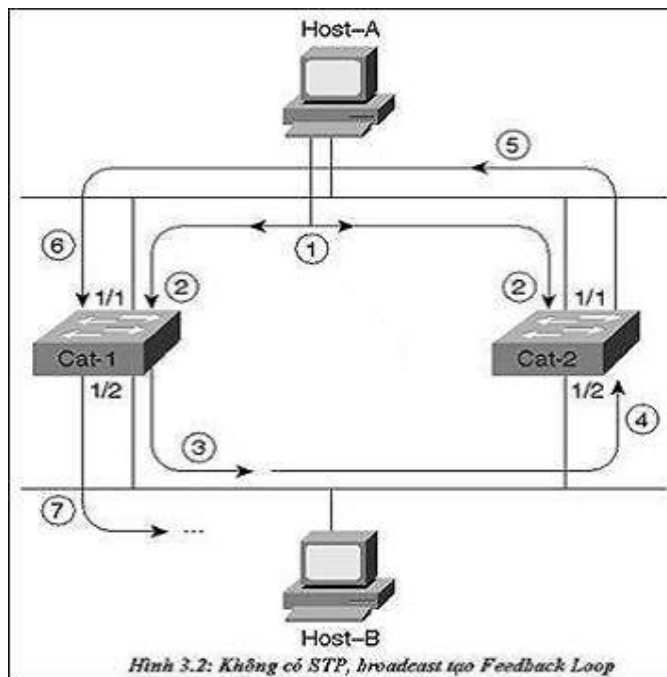 Host–A
⑤
①
⑥
②
②
1/1
1/1
Cat-1
Cat-2
1/2
1/2
③
④
⑦
---
Host–B
Hình 3.2: Không có STP, broadcast tạo Feedback Loop